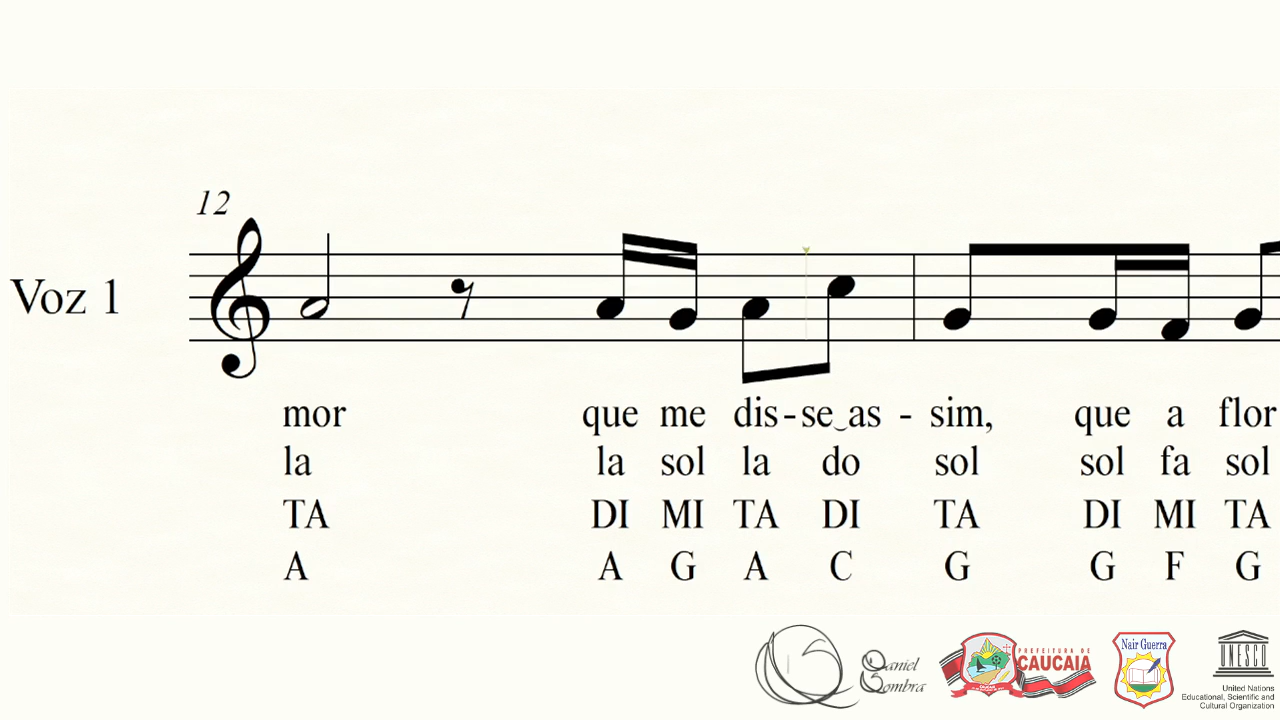 12
Voz 1
mor que me dis-se‿as - sim, que a flor
la la sol la do sol sol fa sol
TA DI MI TA DI TA DI MI TA
A A G A C G G F G
Daniel Sombra
PREFEITURA DE
CAUCAIA
Nair Guerra
UNESCO
United Nations
Educational, Scientific and
Cultural Organization